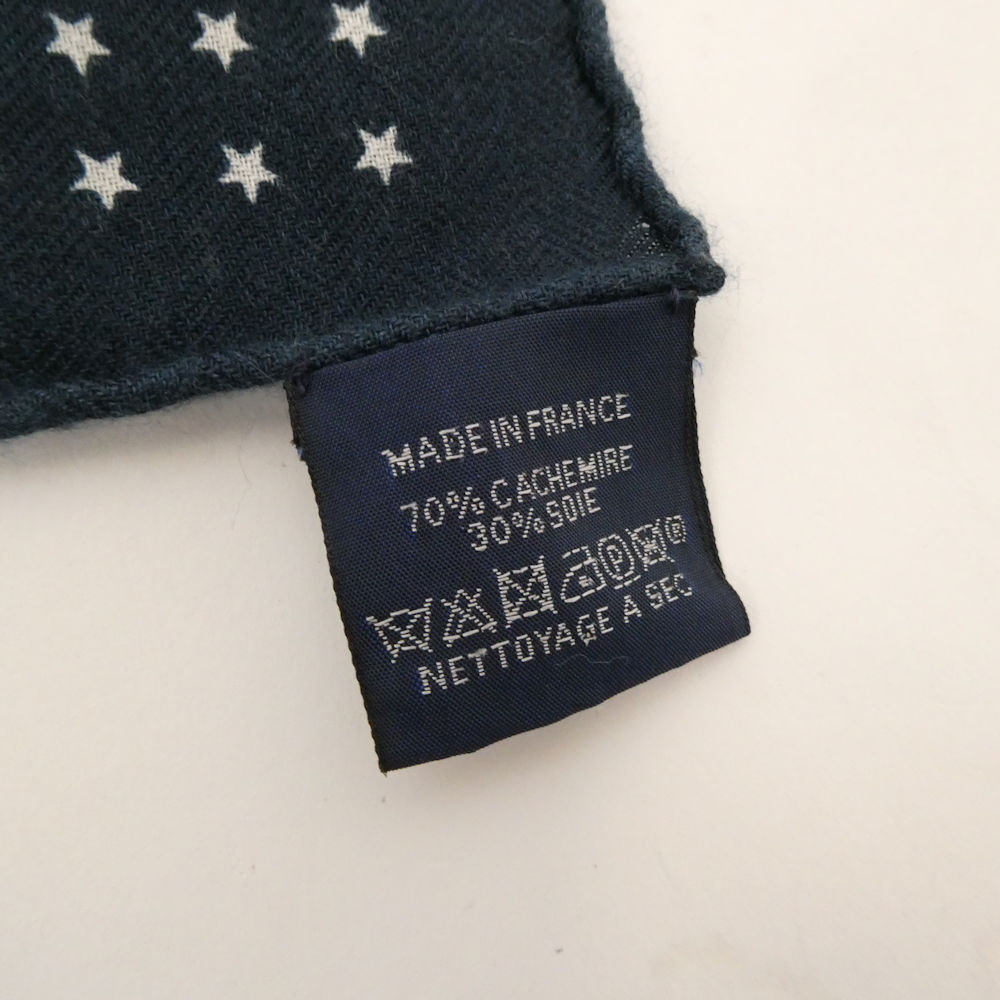 MADE IN FRANCE
70% CACHEMIRE
30% SOIE
P
NETTOYAGE A SEC